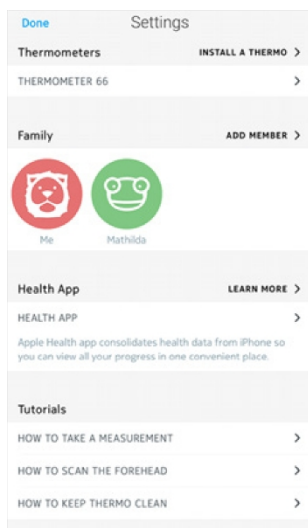 Done Settings
Thermometers INSTALL A THERMO >
THERMOMETER 66 >
Family ADD MEMBER >
Me Mathilda
Health App LEARN MORE >
HEALTH APP >
Apple Health app consolidates health data from iPhone so
you can view all your progress in one convenient place.
Tutorials
HOW TO TAKE A MEASUREMENT >
HOW TO SCAN THE FOREHEAD >
HOW TO KEEP THERMO CLEAN >